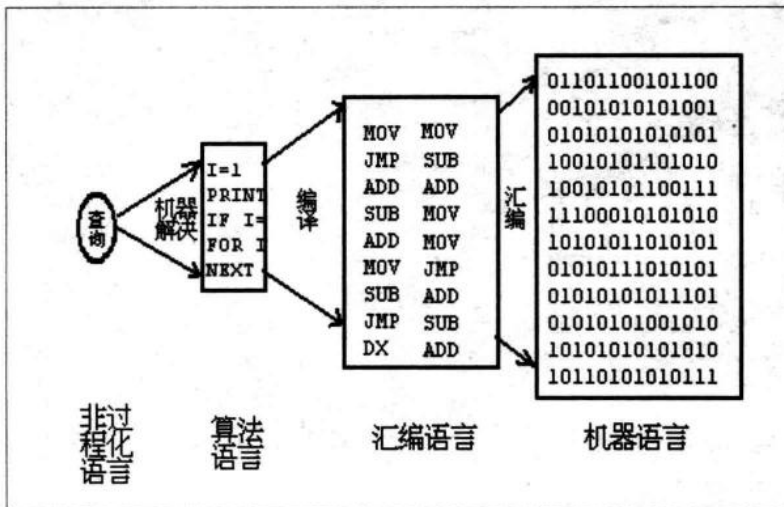 查询
机器
解决
I=1
PRINT
IF I=
FOR I
NEXT
编译
MOV MOV
JMP SUB
ADD ADD
SUB MOV
ADD MOV
MOV JMP
SUB ADD
JMP SUB
DX ADD
汇编
01101100101100
00101010101001
01010101010101
10010101101010
10010101100111
11100010101010
10101011010101
01010111010101
01010101011101
01010101001010
10101010101010
10110101010111
非过
程化
语言
算法
语言
汇编语言
机器语言